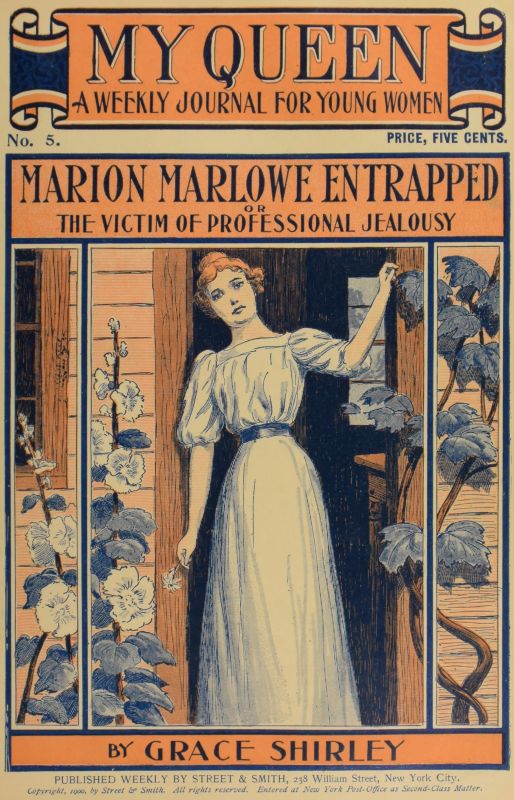 MY QUEEN
A WEEKLY JOURNAL FOR YOUNG WOMEN
No. 5.
PRICE, FIVE CENTS.
MARION MARLOWE ENTRAPPED
OR
THE VICTIM OF PROFESSIONAL JEALOUSY
BY GRACE SHIRLEY
PUBLISHED WEEKLY BY STREET & SMITH, 238 William Street, New York City.
Copyright, 1900, by Street & Smith. All rights reserved. Entered at New York Post-Office as Second-Class Matter.